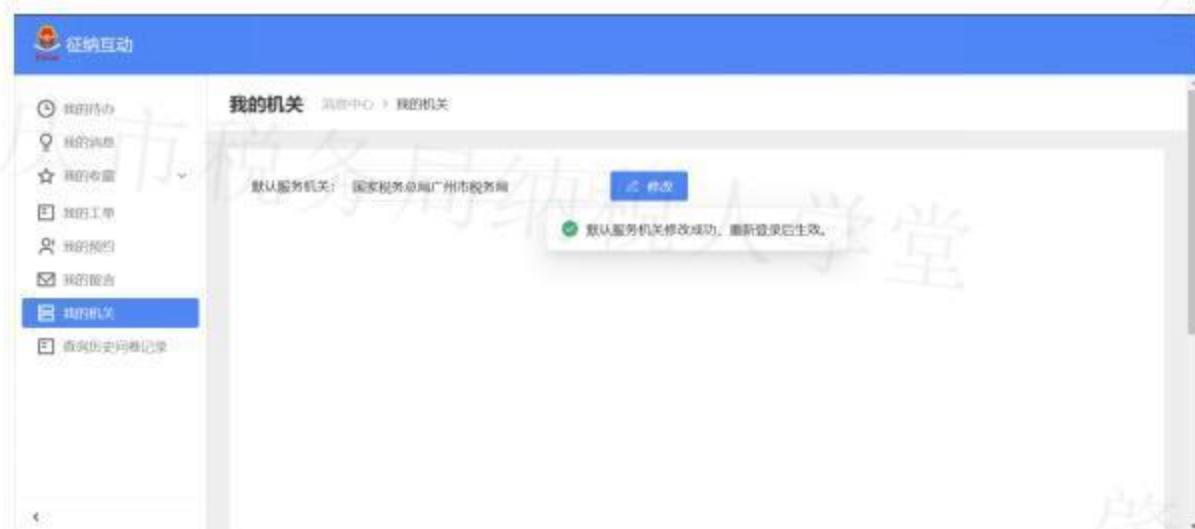 征纳互动
我的待办
我的消息
我的收藏
我的工单
我的预约
我的留言
我的机关
查询历史问卷记录
我的机关 消息中心 > 我的机关
默认服务机关： 国家税务总局广州市税务局 修改
默认服务机关修改成功，重新登录后生效。
庆市税务局纳税人学堂